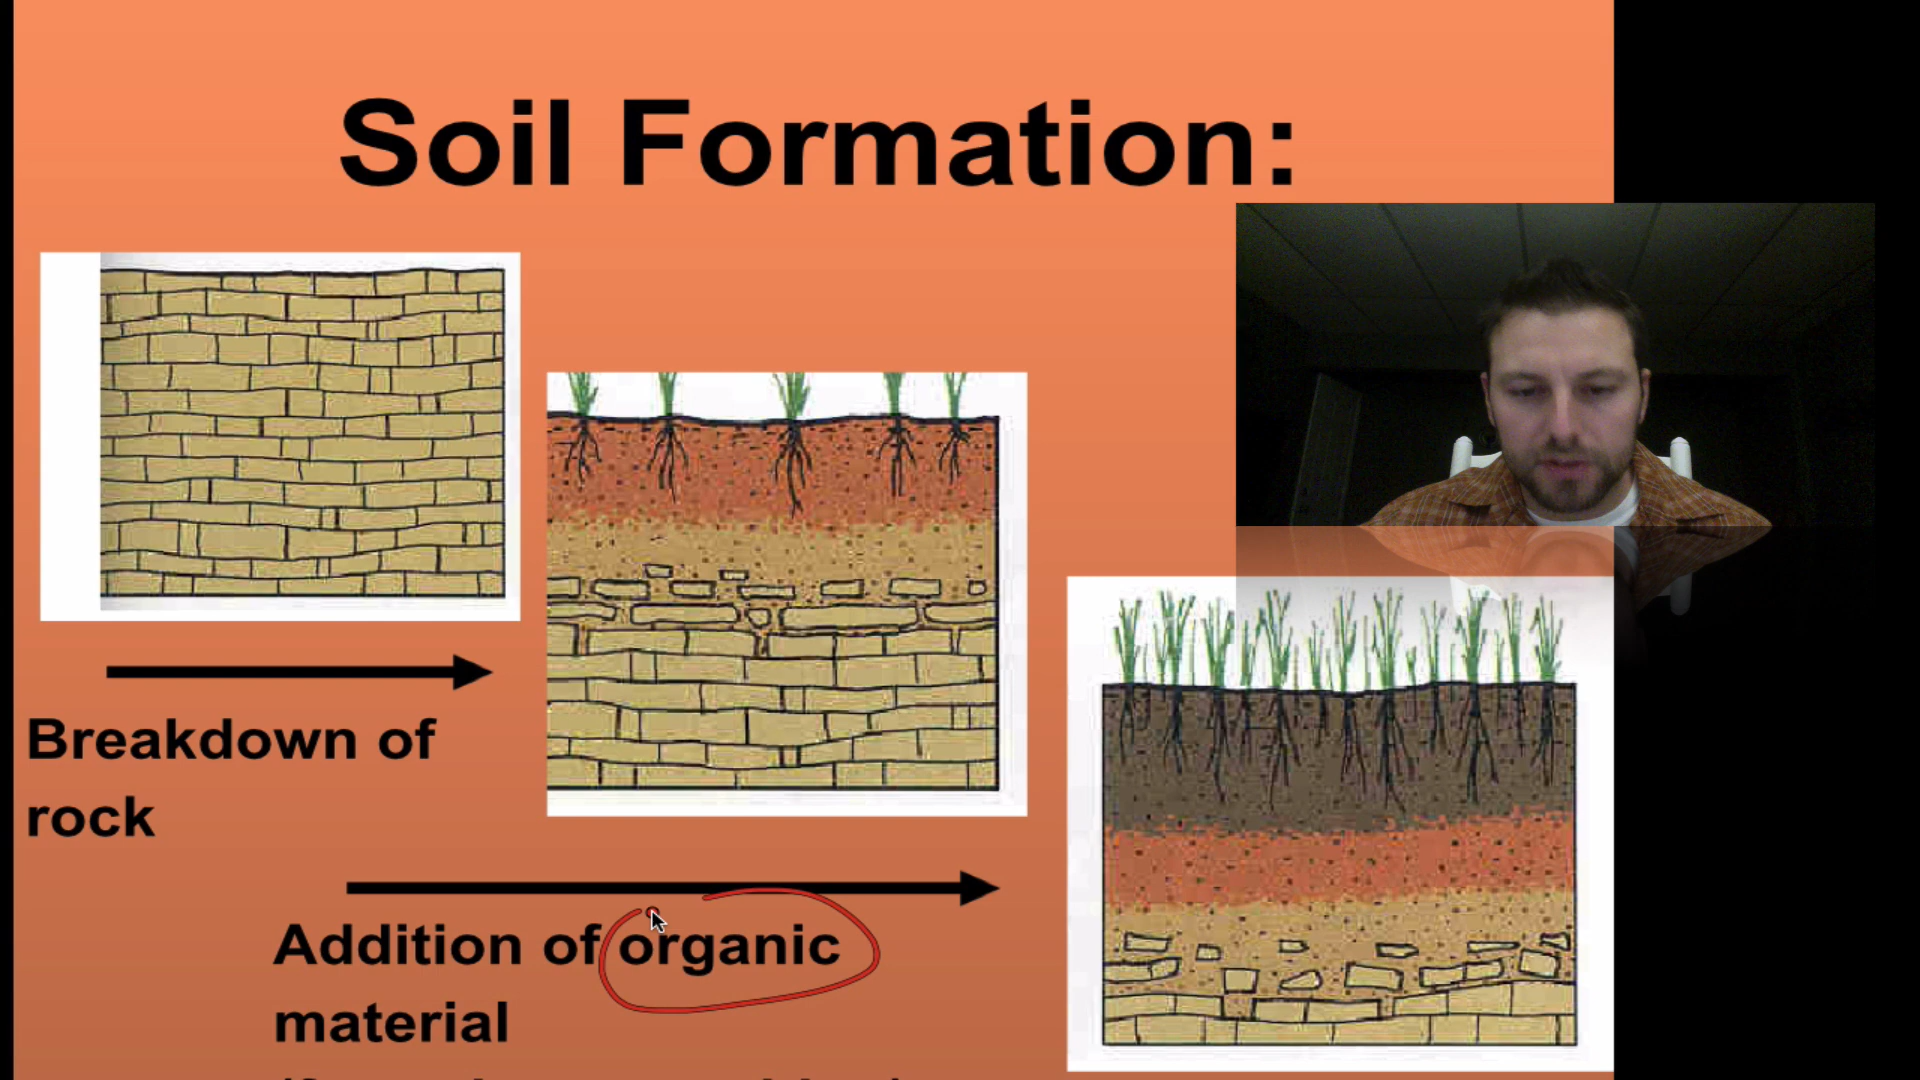 Soil Formation:
Breakdown of
rock
Addition of organic
material